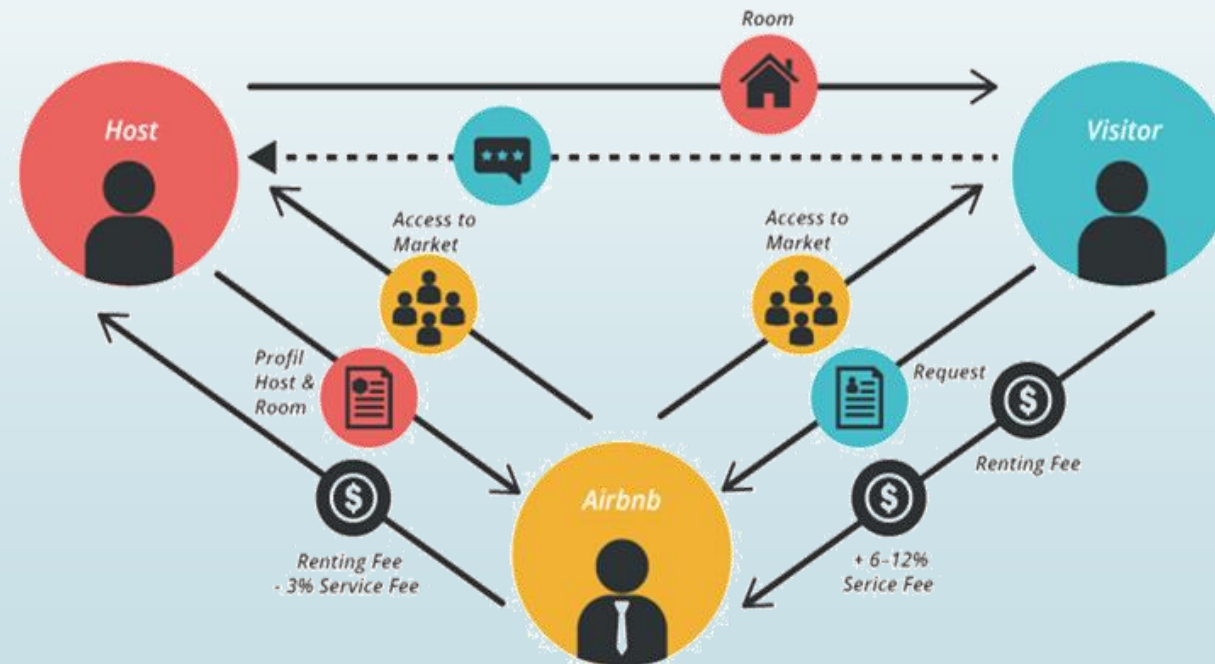 Room
Host
Visitor
Access to
Market
Access to
Market
Profil
Host &
Room
Request
Renting Fee
Airbnb
Renting Fee
- 3% Service Fee
+ 6–12%
Serice Fee